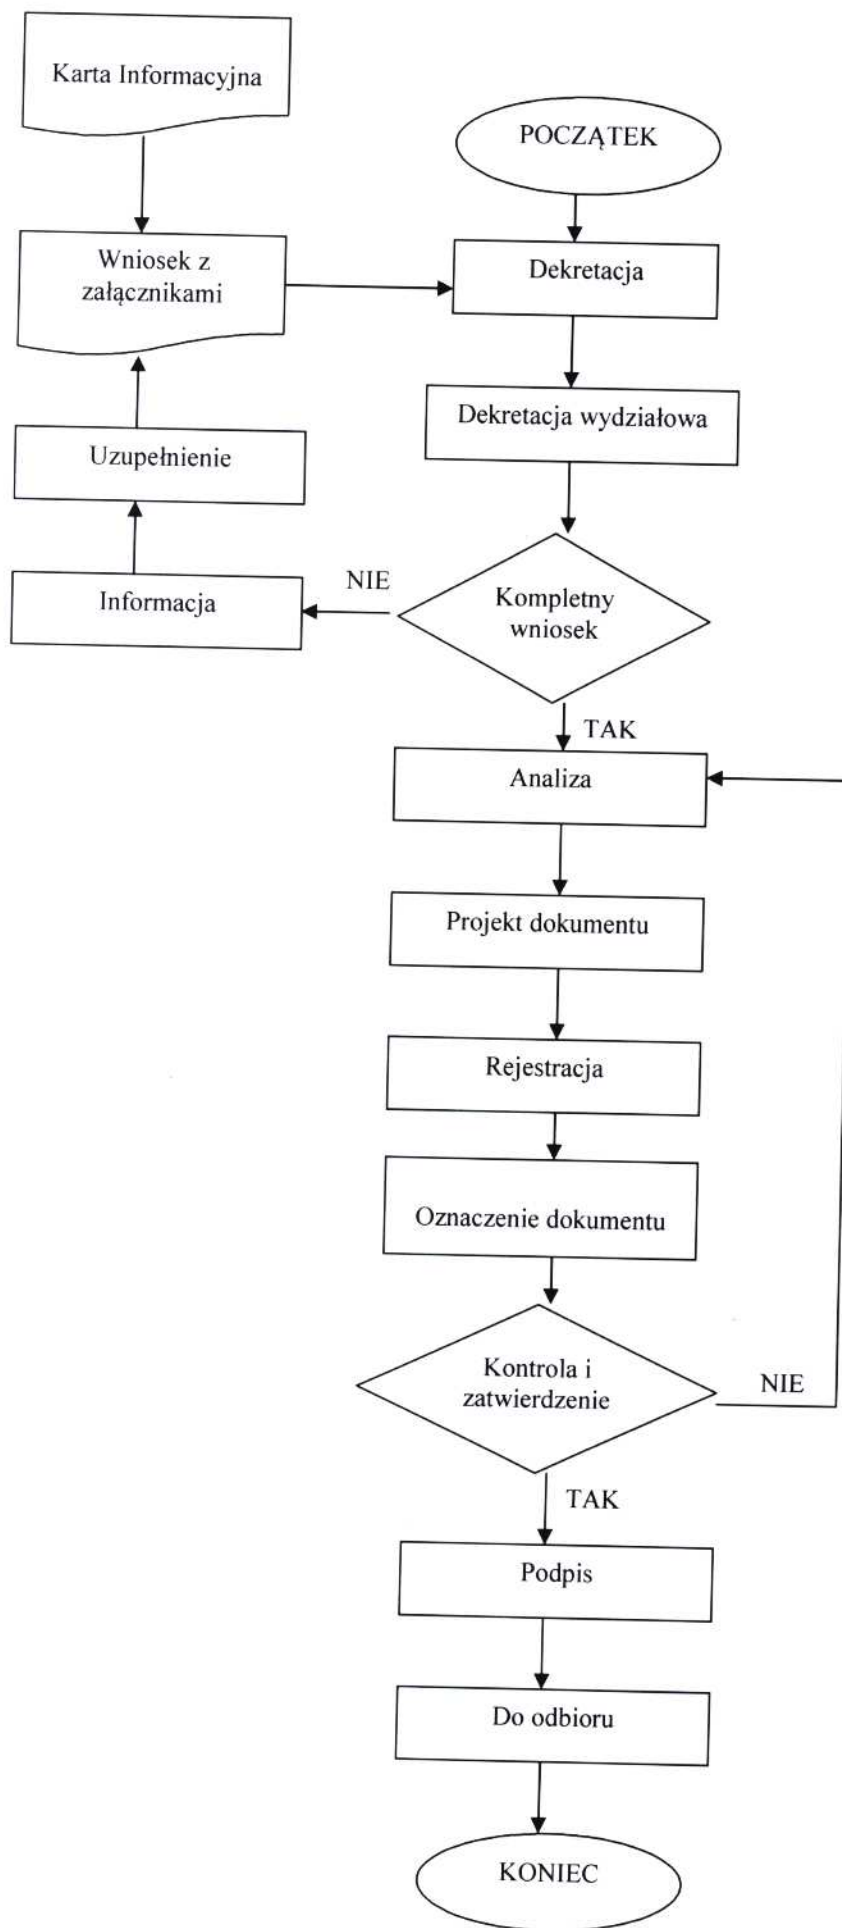 Karta Informacyjna
POCZĄTEK
Wniosek z
załącznikami
Dekretacja
Dekretacja wydziałowa
Uzupełnienie
NIE
Informacja
Kompletny
wniosek
TAK
Analiza
Projekt dokumentu
Rejestracja
Oznaczenie dokumentu
Kontrola i
zatwierdzenie
NIE
TAK
Podpis
Do odbioru
KONIEC